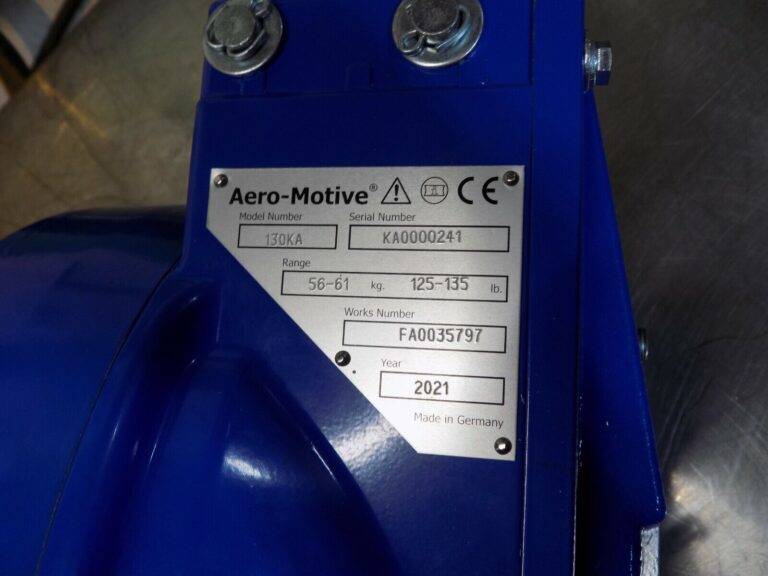 Aero-Motive® CE
Model Number Serial Number
130KA KA0000241
Range
56-61 kg. 125-135 lb.
Works Number
FA0035797
Year
2021
Made in Germany